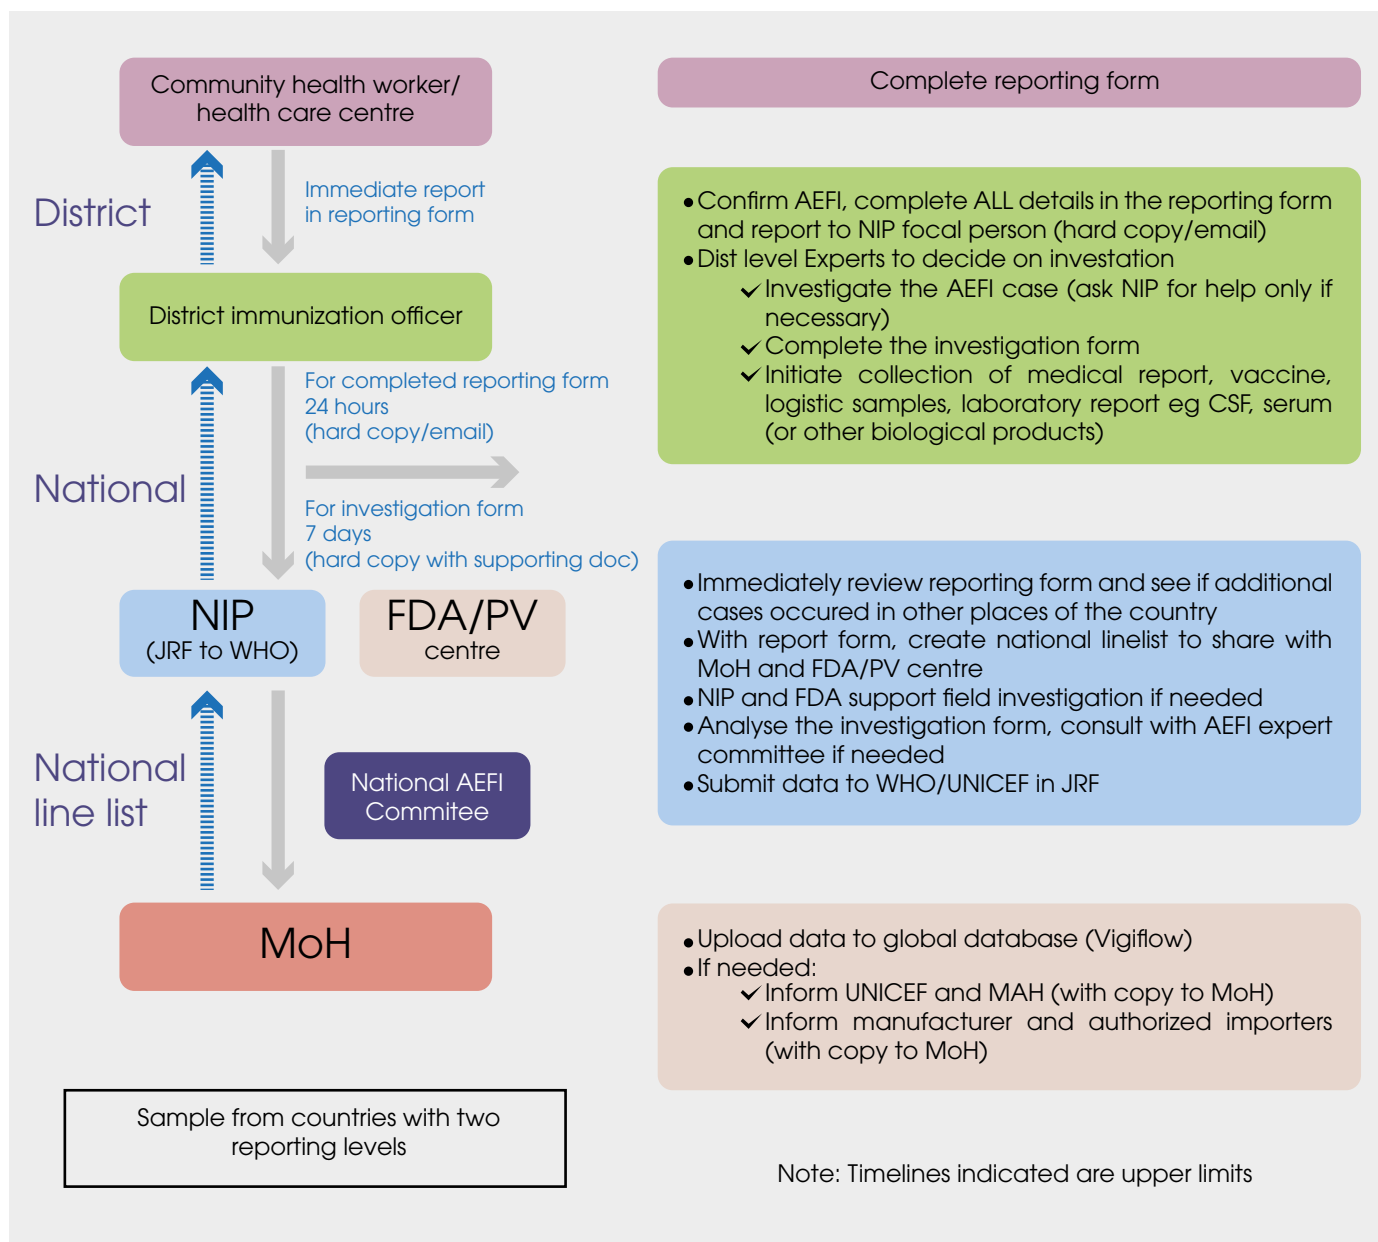 Community health worker/
health care centre
Complete reporting form
District
Immediate report
in reporting form
• Confirm AEFI, complete ALL details in the reporting form
and report to NIP focal person (hard copy/email)
• Dist level Experts to decide on investation
✓ Investigate the AEFI case (ask NIP for help only if
necessary)
✓ Complete the investigation form
✓ Initiate collection of medical report, vaccine,
logistic samples, laboratory report eg CSF, serum
(or other biological products)
District immunization officer
For completed reporting form
24 hours
(hard copy/email)
National
For investigation form
7 days
(hard copy with supporting doc)
NIP
(JRF to WHO)
FDA/PV
centre
• Immediately review reporting form and see if additional
cases occured in other places of the country
• With report form, create national linelist to share with
MoH and FDA/PV centre
• NIP and FDA support field investigation if needed
• Analyse the investigation form, consult with AEFI expert
committee if needed
• Submit data to WHO/UNICEF in JRF
National
line list
National AEFI
Commitee
MoH
• Upload data to global database (Vigiflow)
• If needed:
✓ Inform UNICEF and MAH (with copy to MoH)
✓ Inform manufacturer and authorized importers
(with copy to MoH)
Sample from countries with two
reporting levels
Note: Timelines indicated are upper limits